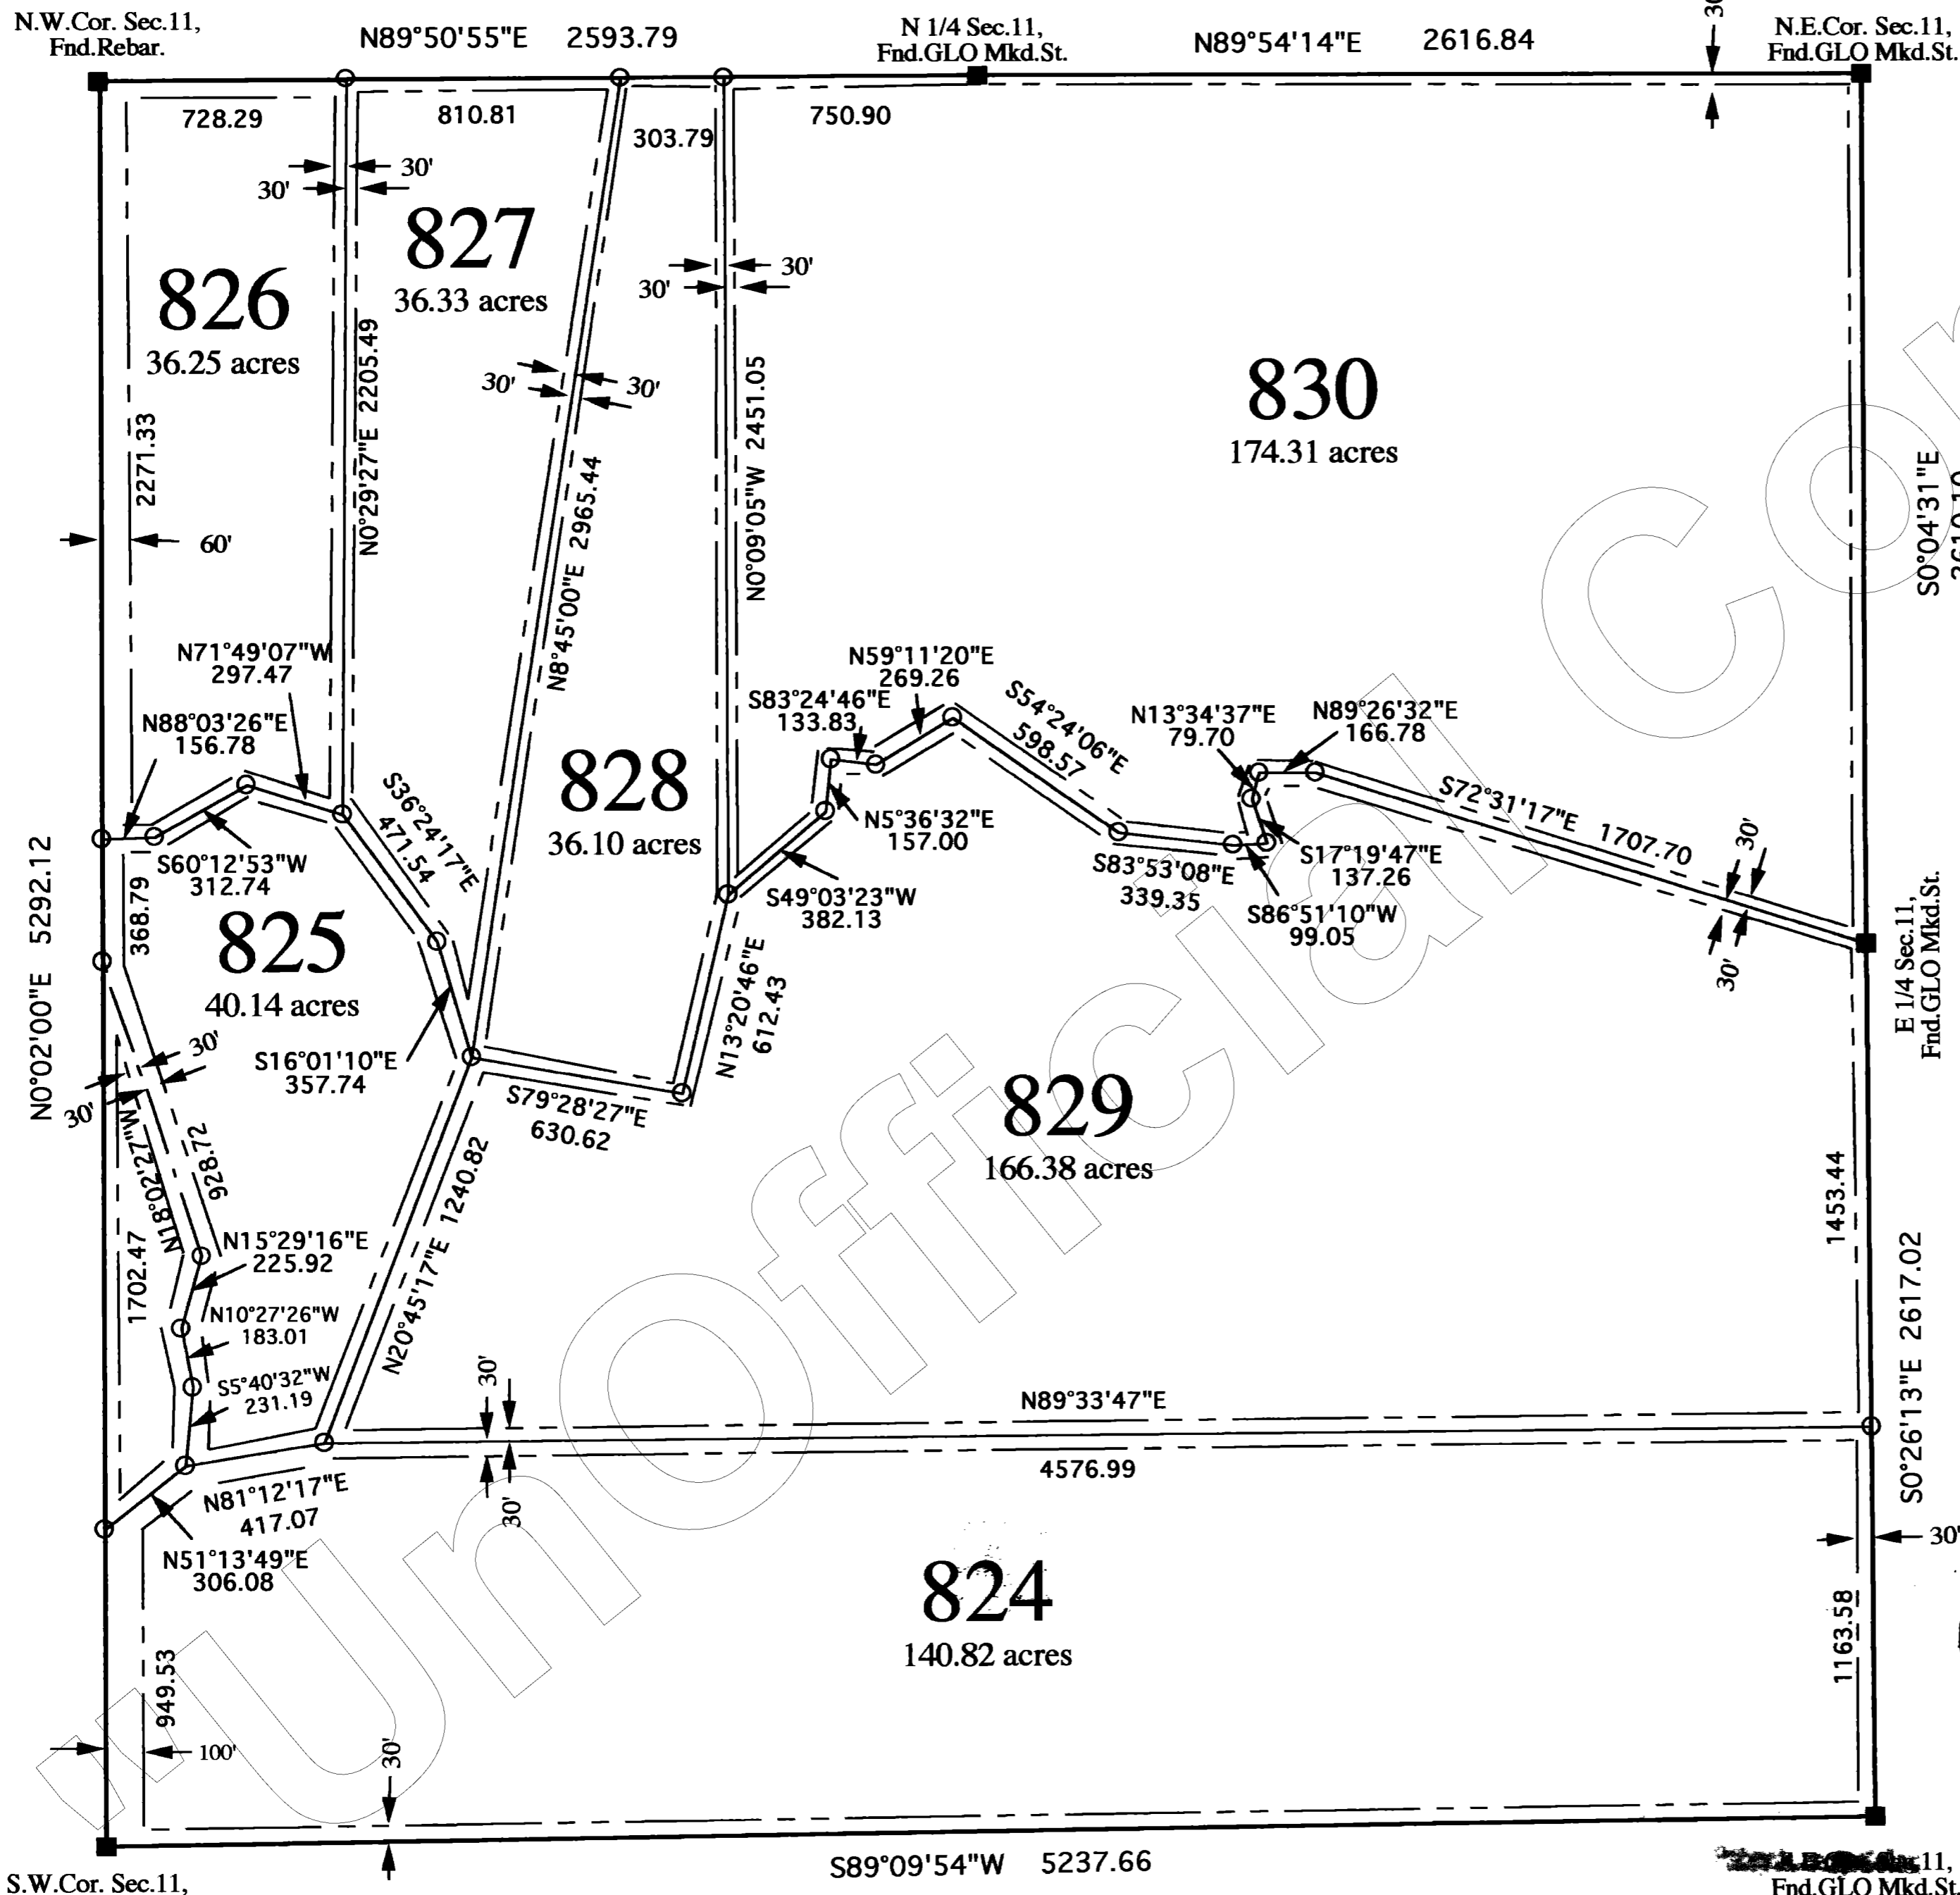 N.W.Cor. Sec.11,
Fnd.Rebar.
N89°50'55"E 2593.79
N 1/4 Sec.11,
Fnd.GLO Mkd.St.
N89°54'14"E 2616.84
N.E.Cor. Sec.11,
Fnd.GLO Mkd.St.
728.29
810.81
303.79
750.90
30'
30'
827
36.33 acres
826
36.25 acres
30'
30'
830
174.31 acres
30'
30'
2271.33
60'
N0°29'27"E 2205.49
N8°45'00"E 2965.44
N0°09'05"W 2451.05
S0°04'31"E
N71°49'07"W
297.47
N88°03'26"E
156.78
S60°12'53"W
312.74
S36°24'17"E
471.54
828
36.10 acres
N59°11'20"E
269.26
S83°24'46"E
133.83
N5°36'32"E
157.00
S49°03'23"W
382.13
S54°24'06"E
598.57
N13°34'37"E
79.70
N89°26'32"E
166.78
S72°31'17"E 1707.70
S17°19'47"E
137.26
S83°53'08"E
339.35
S86°51'10"W
99.05
30'
30'
E 1/4 Sec.11,
Fnd.GLO Mkd.St.
N0°02'00"E 5292.12
368.79
825
40.14 acres
S16°01'10"E
357.74
30'
30'
N13°20'46"E
612.43
S79°28'27"E
630.62
829
166.38 acres
N18°02'27"W
928.72
1702.47
N15°29'16"E
225.92
N10°27'26"W
183.01
S5°40'32"W
231.19
N20°45'17"E 1240.82
1453.44
S0°26'13"E 2617.02
30'
30'
N89°33'47"E
4576.99
N81°12'17"E
417.07
N51°13'49"E
306.08
824
140.82 acres
30'
1163.58
949.53
100'
30'
S89°09'54"W 5237.66
S.W.Cor. Sec.11,
11,
Fnd.GLO Mkd.St.
Unofficial